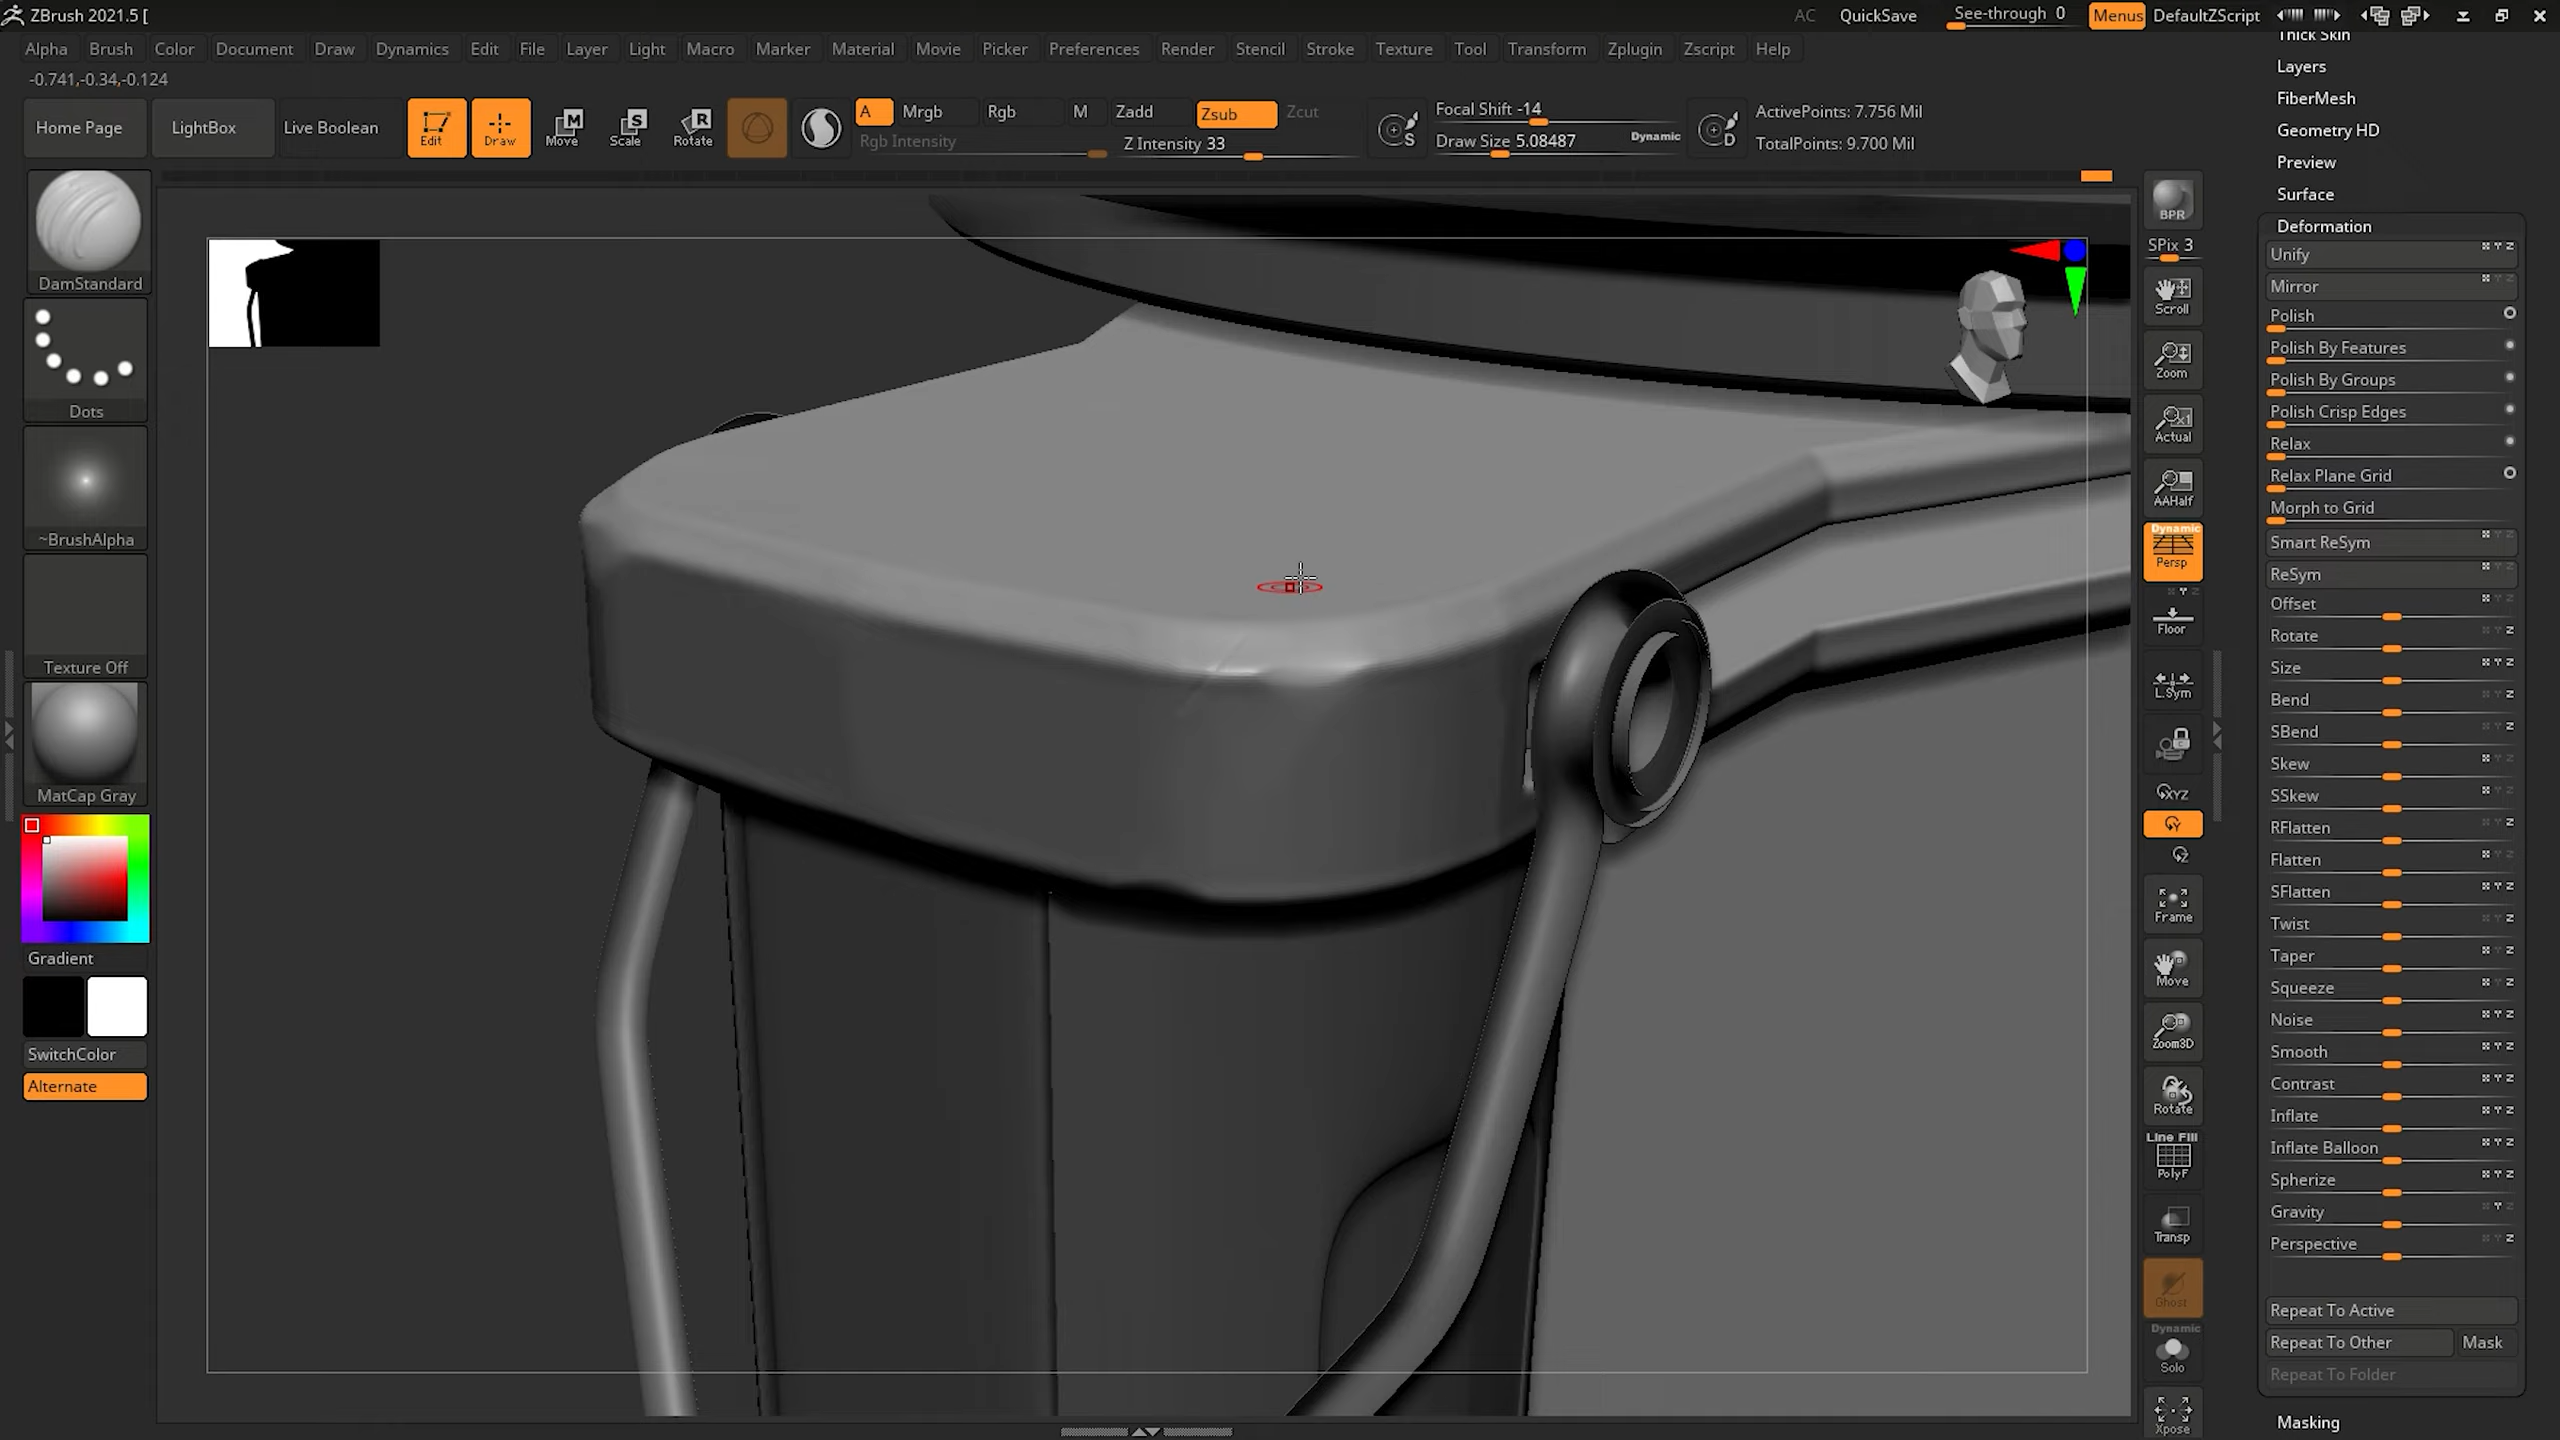 ZBrush 2021.5 [
AC QuickSave See-through 0 Menus DefaultZScript
Alpha Brush Color Document Draw Dynamics Edit File Layer Light Macro Marker Material Movie Picker Preferences Render Stencil Stroke Texture Tool Transform Zplugin Zscript Help
-0.741,-0.34,-0.124
Home Page LightBox Live Boolean Edit Draw Move Scale Rotate
M S R
A Mrgb Rgb M Zadd Zsub Zcut
Rgb Intensity Z Intensity 33
S Focal Shift -14
Draw Size 5.08487 Dynamic
D ActivePoints: 7.756 Mil
TotalPoints: 9.700 Mil
DamStandard
Dots
~BrushAlpha
Texture Off
MatCap Gray
Gradient
SwitchColor
Alternate
BPR
SPix 3
Scroll
Zoom
Actual
AAHalf
Dynamic
Persp
Floor
L.Sym
XYZ
Y
Z
Frame
Move
Zoom3D
Rotate
Line Fill
PolyF
Transp
Ghost
Dynamic
Solo
Xpose
Thick Skin
Layers
FiberMesh
Geometry HD
Preview
Surface
Deformation
Unify
Mirror
Polish
Polish By Features
Polish By Groups
Polish Crisp Edges
Relax
Relax Plane Grid
Morph to Grid
Smart ReSym
ReSym
Offset
Rotate
Size
Bend
SBend
Skew
SSkew
RFlatten
Flatten
SFlatten
Twist
Taper
Squeeze
Noise
Smooth
Contrast
Inflate
Inflate Balloon
Spherize
Gravity
Perspective
Repeat To Active
Repeat To Other Mask
Repeat To Folder
Masking